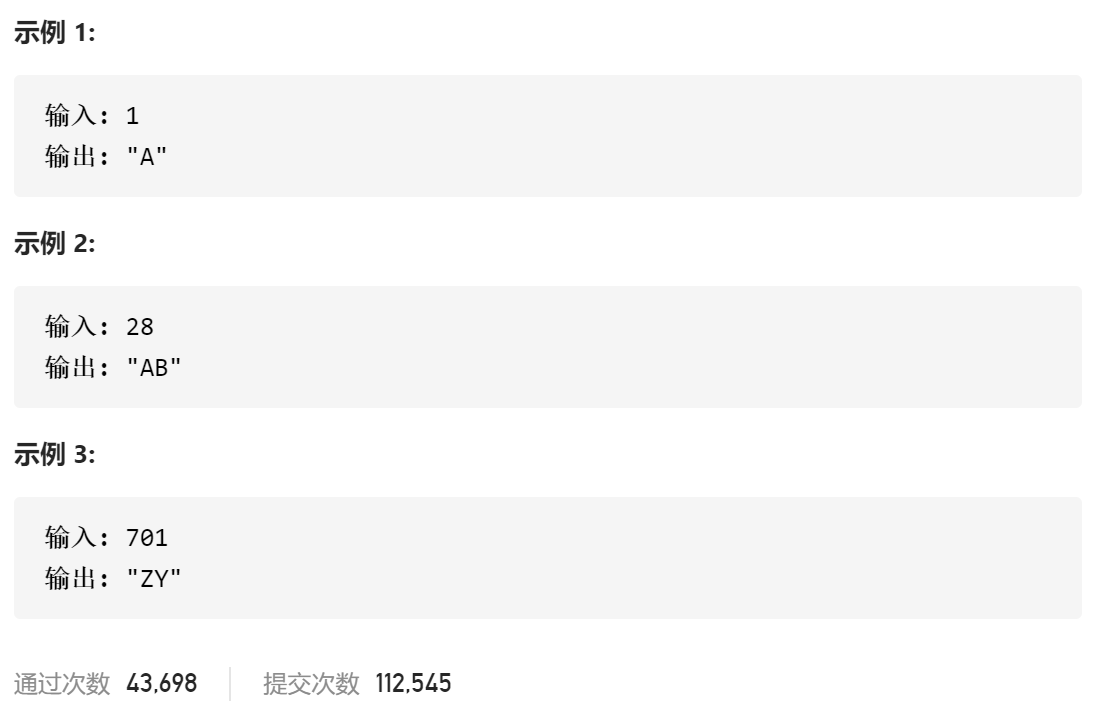 示例 1:
输入: 1
输出: "A"
示例 2:
输入: 28
输出: "AB"
示例 3:
输入: 701
输出: "ZY"
通过次数 43,698 提交次数 112,545